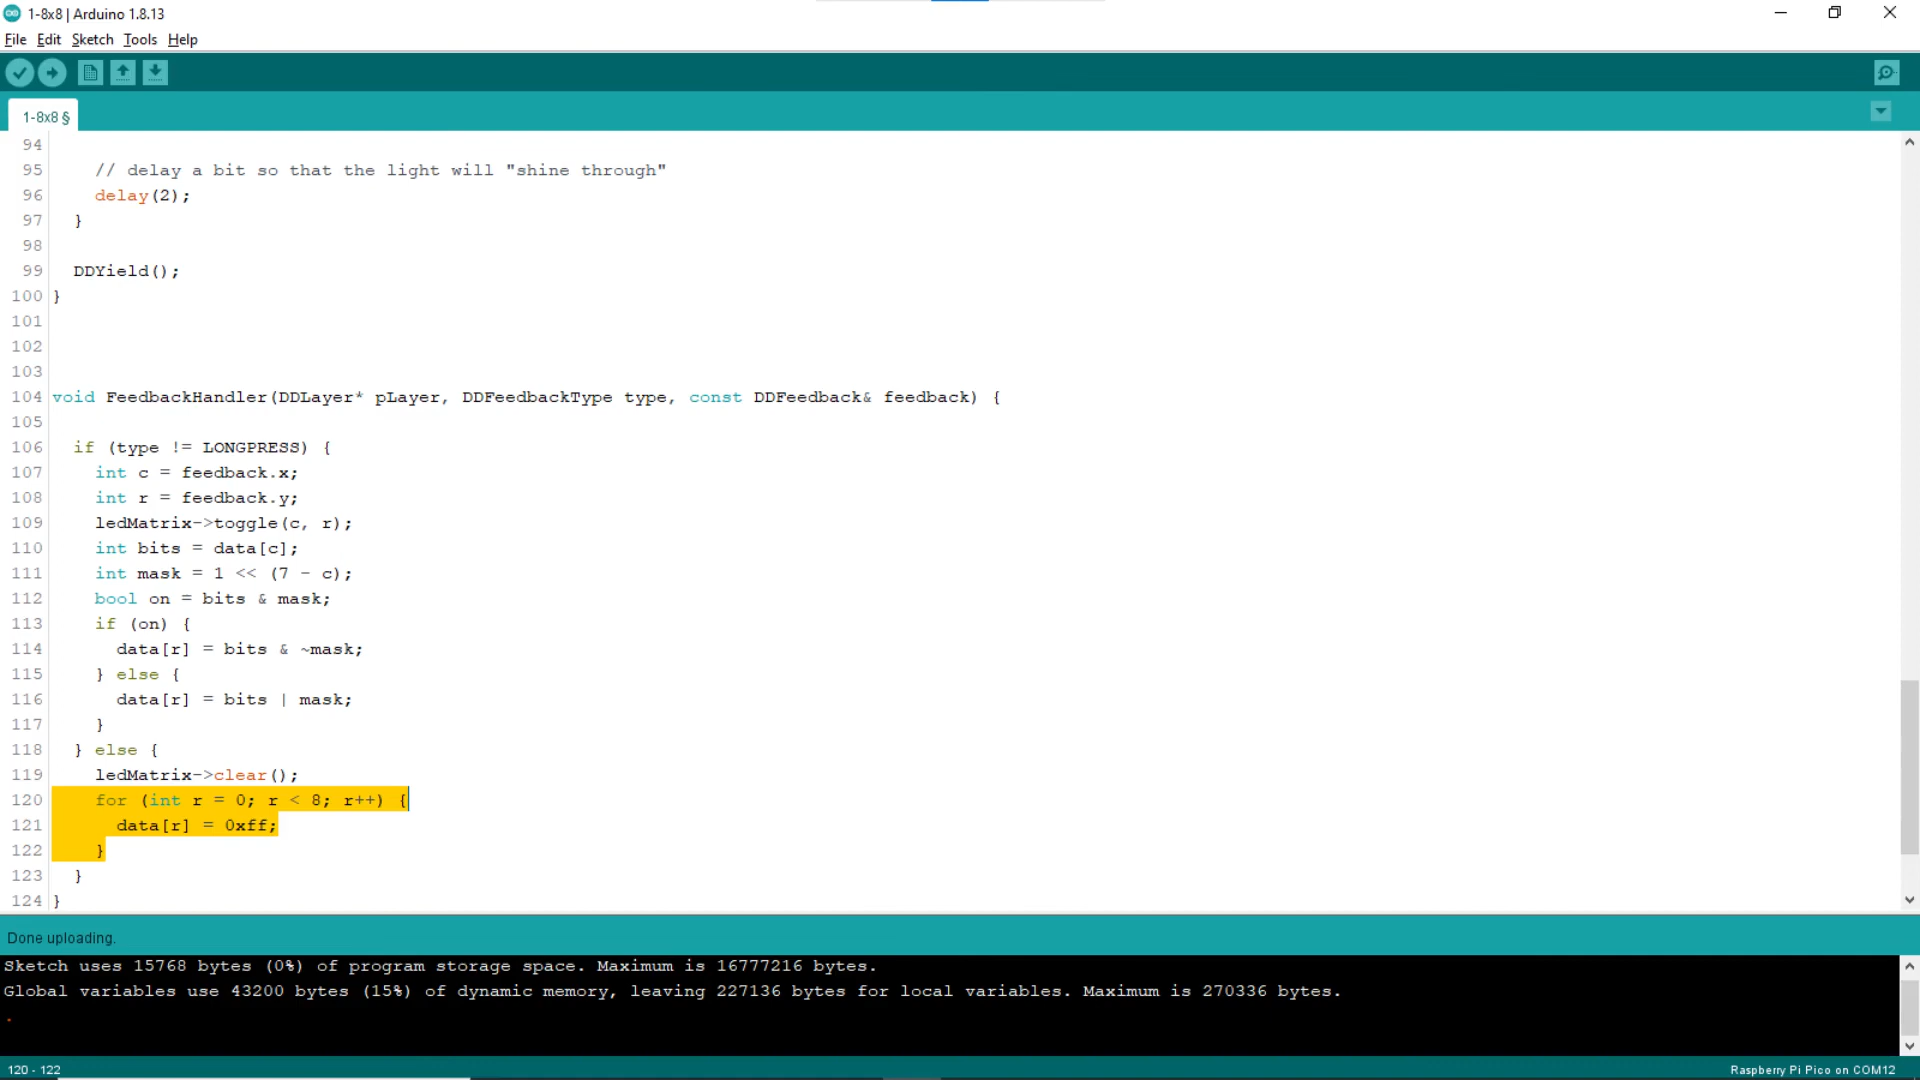 1-8x8 | Arduino 1.8.13
File Edit Sketch Tools Help
1-8x8 §
94
95 // delay a bit so that the light will "shine through"
96 delay(2);
97 }
98
99 DDYield();
100 }
101
102
103
104 void FeedbackHandler(DDLayer* pLayer, DDFeedbackType type, const DDFeedback& feedback) {
105
106 if (type != LONGPRESS) {
107 int c = feedback.x;
108 int r = feedback.y;
109 ledMatrix->toggle(c, r);
110 int bits = data[c];
111 int mask = 1 << (7 - c);
112 bool on = bits & mask;
113 if (on) {
114 data[r] = bits & ~mask;
115 } else {
116 data[r] = bits | mask;
117 }
118 } else {
119 ledMatrix->clear();
120 for (int r = 0; r < 8; r++) {
121 data[r] = 0xff;
122 }
123 }
124 }
Done uploading.
Sketch uses 15768 bytes (0%) of program storage space. Maximum is 16777216 bytes.
Global variables use 43200 bytes (15%) of dynamic memory, leaving 227136 bytes for local variables. Maximum is 270336 bytes.
.
120 - 122 Raspberry Pi Pico on COM12